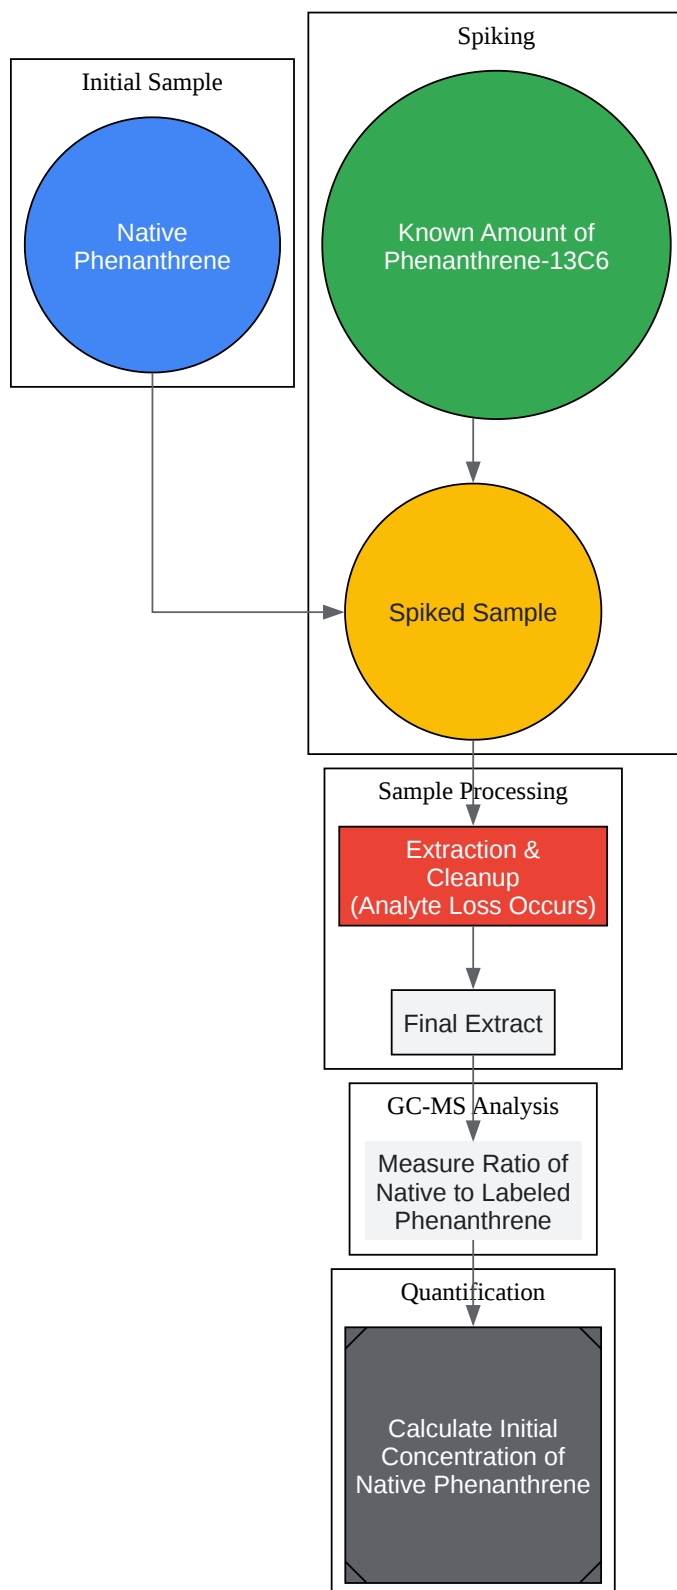 Initial Sample
Native
Phenanthrene
Spiking
Known Amount of
Phenanthrene-13C6
Spiked Sample
Sample Processing
Extraction &
Cleanup
(Analyte Loss Occurs)
Final Extract
GC-MS Analysis
Measure Ratio of
Native to Labeled
Phenanthrene
Quantification
Calculate Initial
Concentration of
Native Phenanthrene